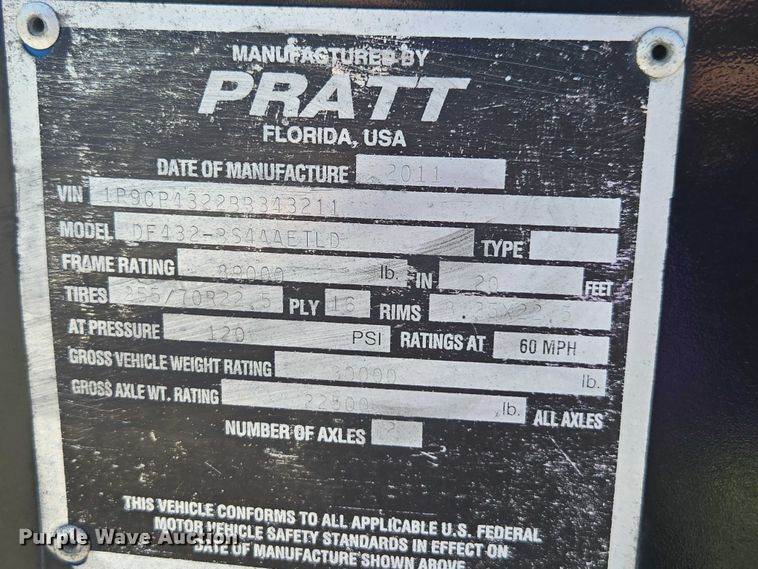 MANUFACTURED BY
PRATT
FLORIDA, USA
DATE OF MANUFACTURE 2011
VIN
MODEL TYPE
FRAME RATING lb. IN 20 FEET
TIRES 255/70R22.5 PLY 16 RIMS
AT PRESSURE 120 PSI RATINGS AT 60 MPH
GROSS VEHICLE WEIGHT RATING lb.
GROSS AXLE WT. RATING lb. ALL AXLES
NUMBER OF AXLES 2
THIS VEHICLE CONFORMS TO ALL APPLICABLE U.S. FEDERAL
MOTOR VEHICLE SAFETY STANDARDS IN EFFECT ON
DATE OF MANUFACTURE SHOWN ABOVE.
Purple Wave Auction